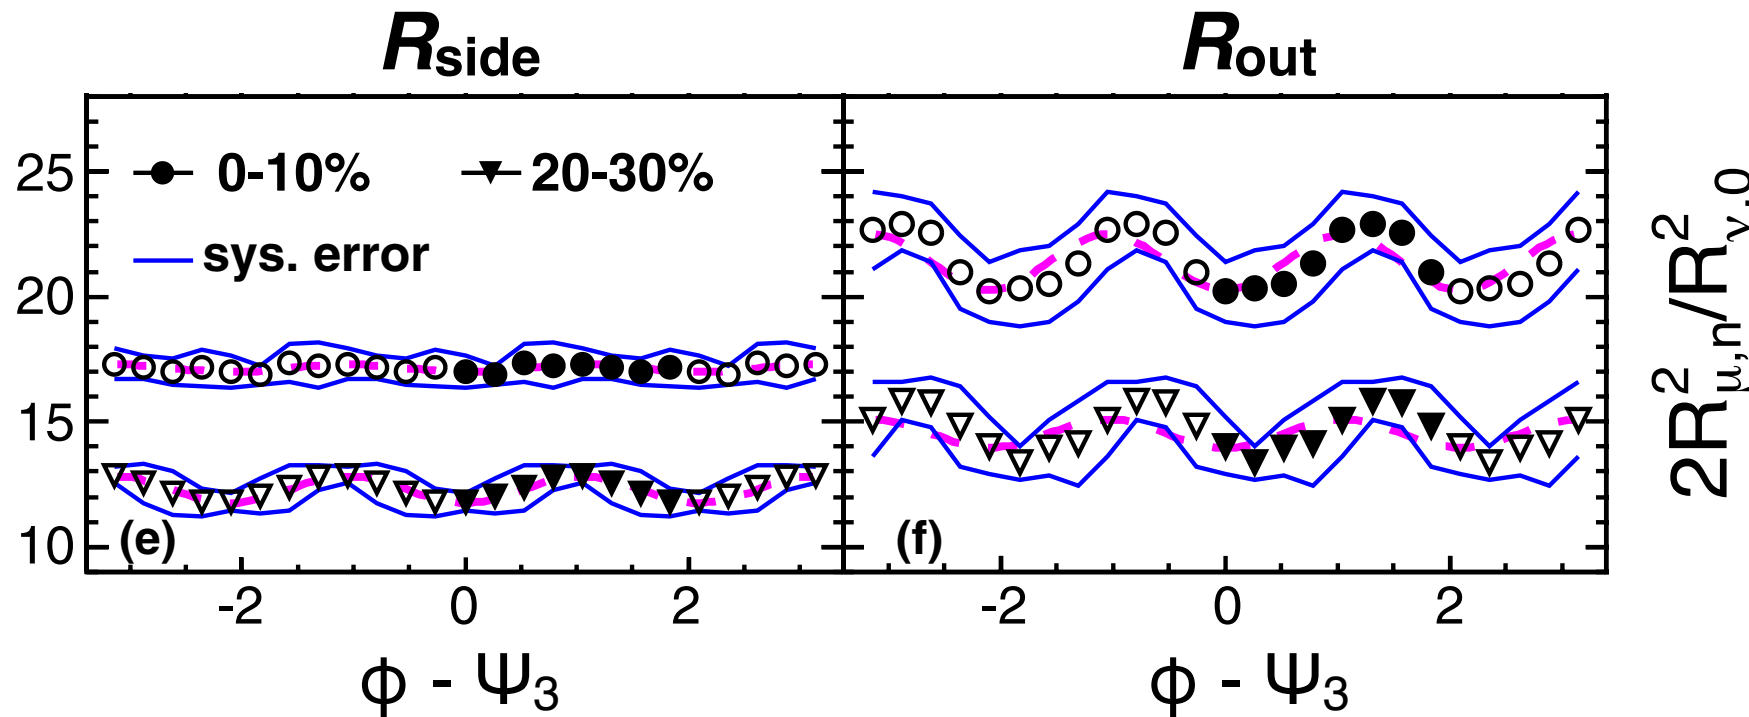 Rside Rout
25
20
15
10
0-10% 20-30%
sys. error
(e) (f)
-2 0 2 -2 0 2
ϕ - Ψ3 ϕ - Ψ3
2R²μ,n/R²ν,0